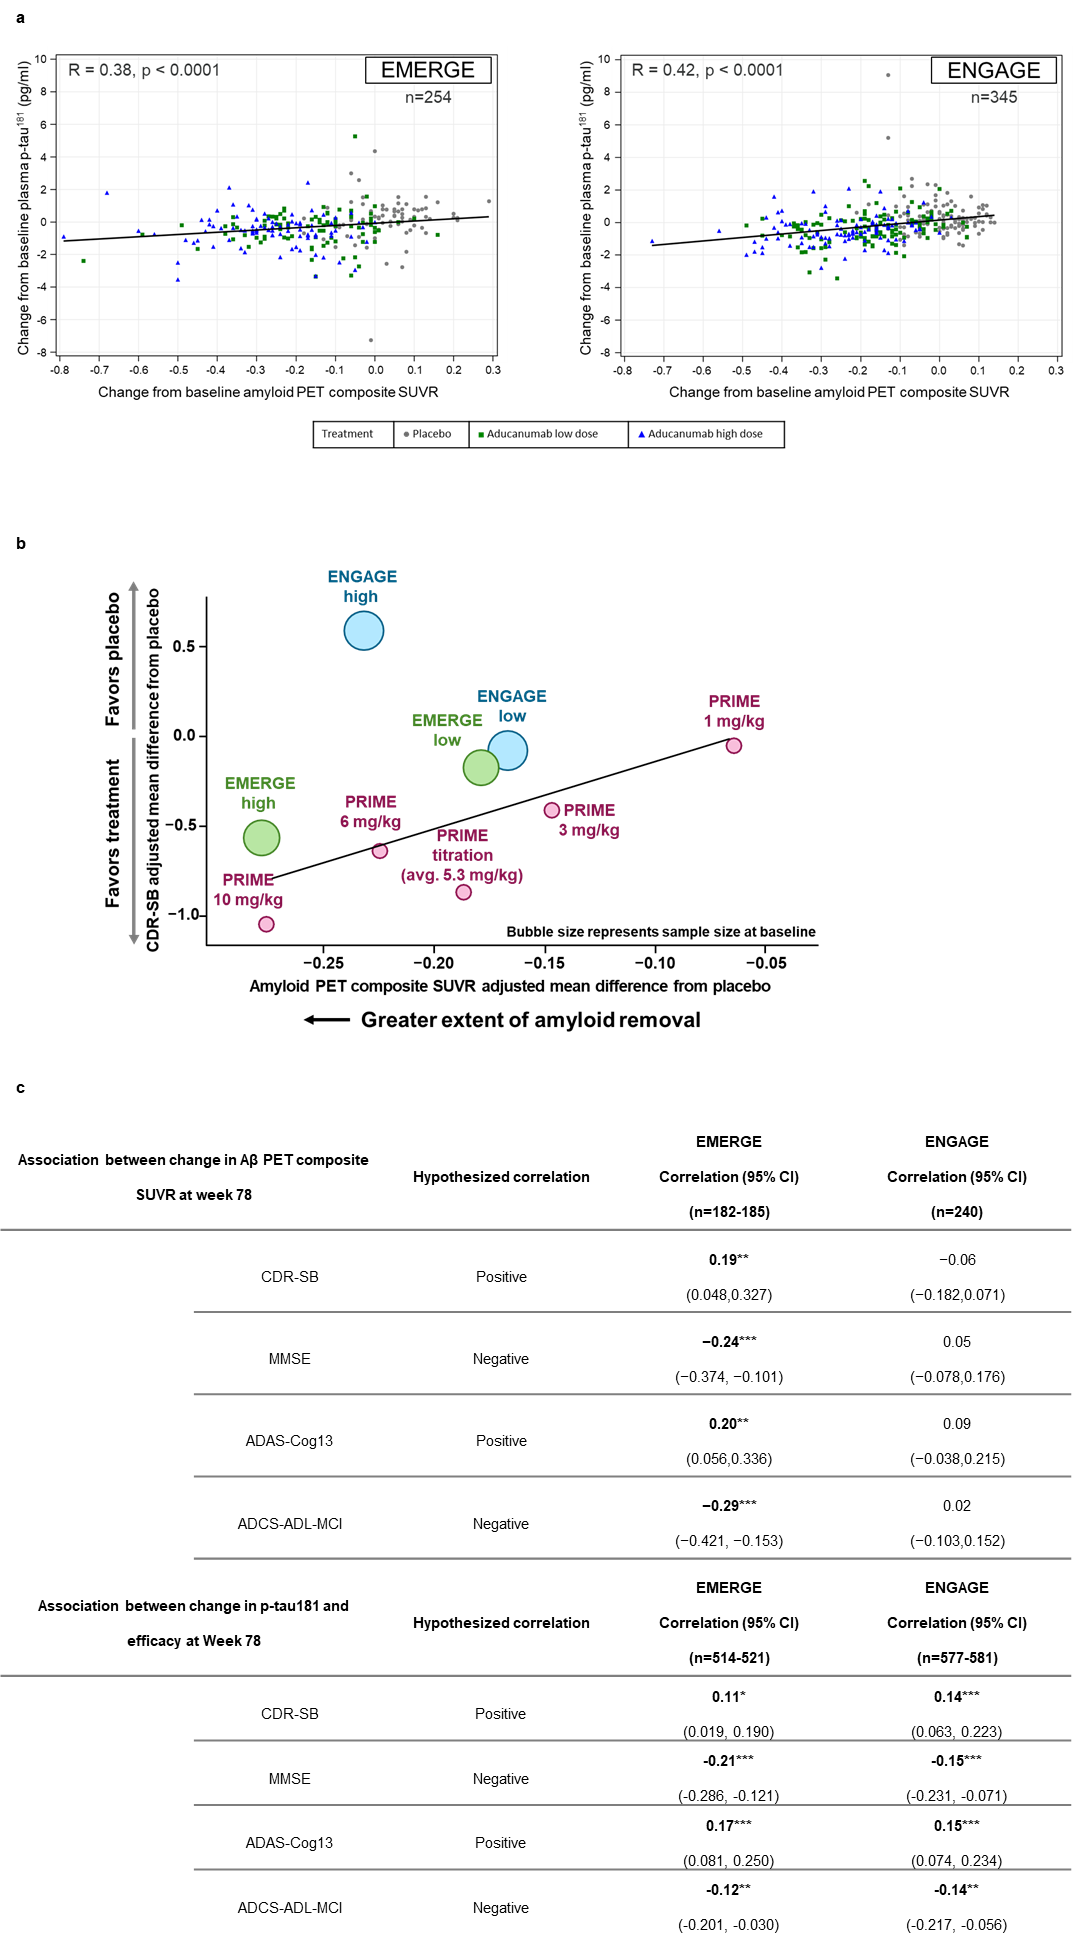 a
R = 0.38, p < 0.0001
EMERGE
n=254
Change from baseline plasma p-tau181 (pg/ml)
10
8
6
4
2
0
-2
-4
-6
-8
-0.8 -0.7 -0.6 -0.5 -0.4 -0.3 -0.2 -0.1 0.0 0.1 0.2 0.3
Change from baseline amyloid PET composite SUVR
R = 0.42, p < 0.0001
ENGAGE
n=345
Change from baseline plasma p-tau181 (pg/ml)
10
8
6
4
2
0
-2
-4
-6
-8
-0.8 -0.7 -0.6 -0.5 -0.4 -0.3 -0.2 -0.1 0.0 0.1 0.2 0.3
Change from baseline amyloid PET composite SUVR
Treatment Placebo Aducanumab low dose Aducanumab high dose
b
Favors placebo
Favors treatment
CDR-SB adjusted mean difference from placebo
0.5
0.0
−0.5
−1.0
ENGAGE
high
ENGAGE
low
EMERGE
low
PRIME
1 mg/kg
EMERGE
high
PRIME
6 mg/kg
PRIME
3 mg/kg
PRIME
titration
(avg. 5.3 mg/kg)
PRIME
10 mg/kg
Bubble size represents sample size at baseline
−0.25 −0.20 −0.15 −0.10 −0.05
Amyloid PET composite SUVR adjusted mean difference from placebo
Greater extent of amyloid removal
c
Association between change in Aβ PET composite
SUVR at week 78
Hypothesized correlation
EMERGE
Correlation (95% CI)
(n=182-185)
ENGAGE
Correlation (95% CI)
(n=240)
CDR-SB
Positive
0.19**
(0.048,0.327)
−0.06
(−0.182,0.071)
MMSE
Negative
−0.24***
(−0.374, −0.101)
0.05
(−0.078,0.176)
ADAS-Cog13
Positive
0.20**
(0.056,0.336)
0.09
(−0.038,0.215)
ADCS-ADL-MCI
Negative
−0.29***
(−0.421, −0.153)
0.02
(−0.103,0.152)
Association between change in p-tau181 and
efficacy at Week 78
Hypothesized correlation
EMERGE
Correlation (95% CI)
(n=514-521)
ENGAGE
Correlation (95% CI)
(n=577-581)
CDR-SB
Positive
0.11*
(0.019, 0.190)
0.14***
(0.063, 0.223)
MMSE
Negative
-0.21***
(-0.286, -0.121)
-0.15***
(-0.231, -0.071)
ADAS-Cog13
Positive
0.17***
(0.081, 0.250)
0.15***
(0.074, 0.234)
ADCS-ADL-MCI
Negative
-0.12**
(-0.201, -0.030)
-0.14**
(-0.217, -0.056)